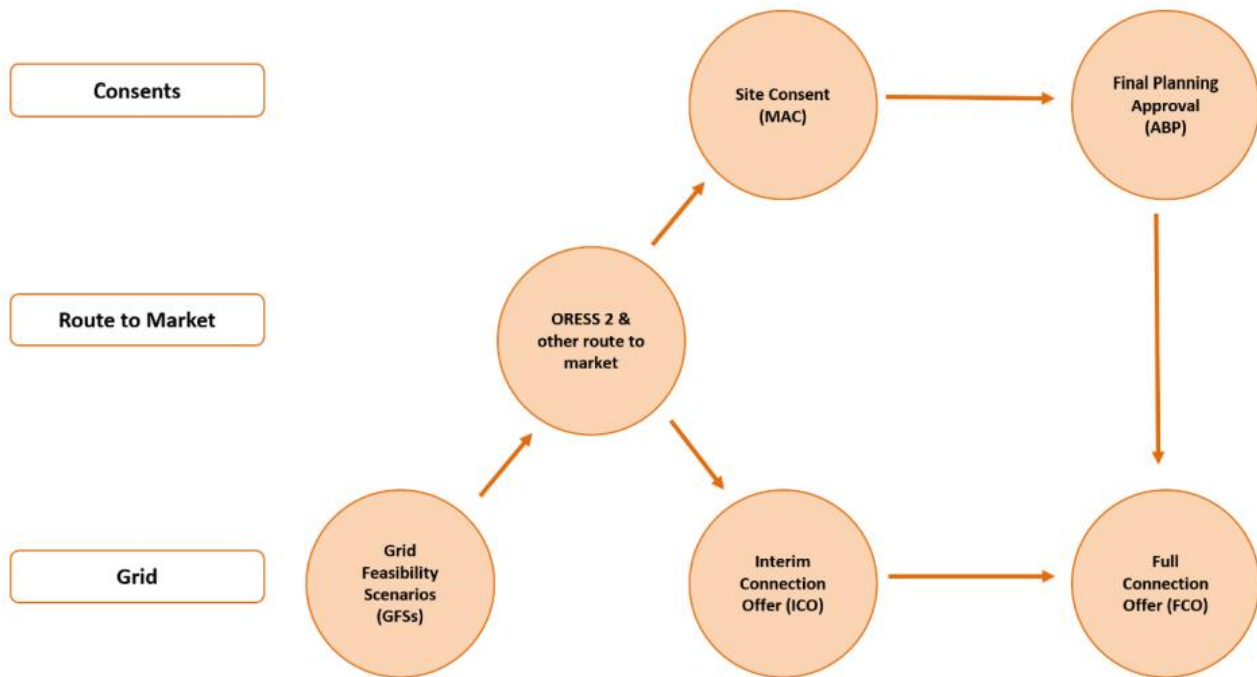 Consents
Site Consent
(MAC)
Final Planning
Approval
(ABP)
Route to Market
ORESS 2 &
other route to
market
Grid
Grid
Feasibility
Scenarios
(GFSs)
Interim
Connection
Offer (ICO)
Full
Connection
Offer (FCO)